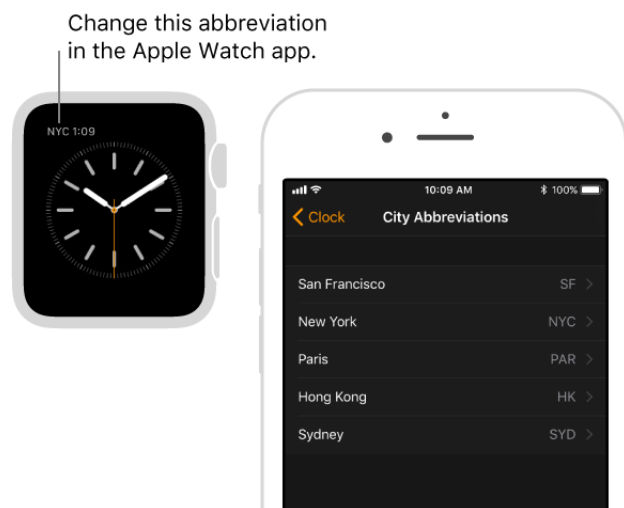 Change this abbreviation
in the Apple Watch app.
NYC 1:09
10:09 AM
100%
Clock
City Abbreviations
San Francisco
SF
New York
NYC
Paris
PAR
Hong Kong
HK
Sydney
SYD